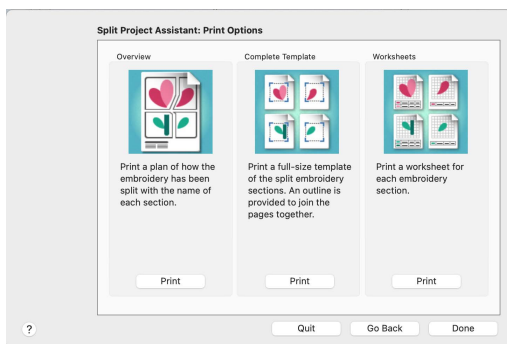 Split Project Assistant: Print Options
Overview
Print a plan of how the
embroidery has been
split with the name of
each section.
Print
Complete Template
Print a full-size template
of the split embroidery
sections. An outline is
provided to join the
pages together.
Print
Worksheets
Print a worksheet for
each embroidery
section.
Print
?
Quit
Go Back
Done